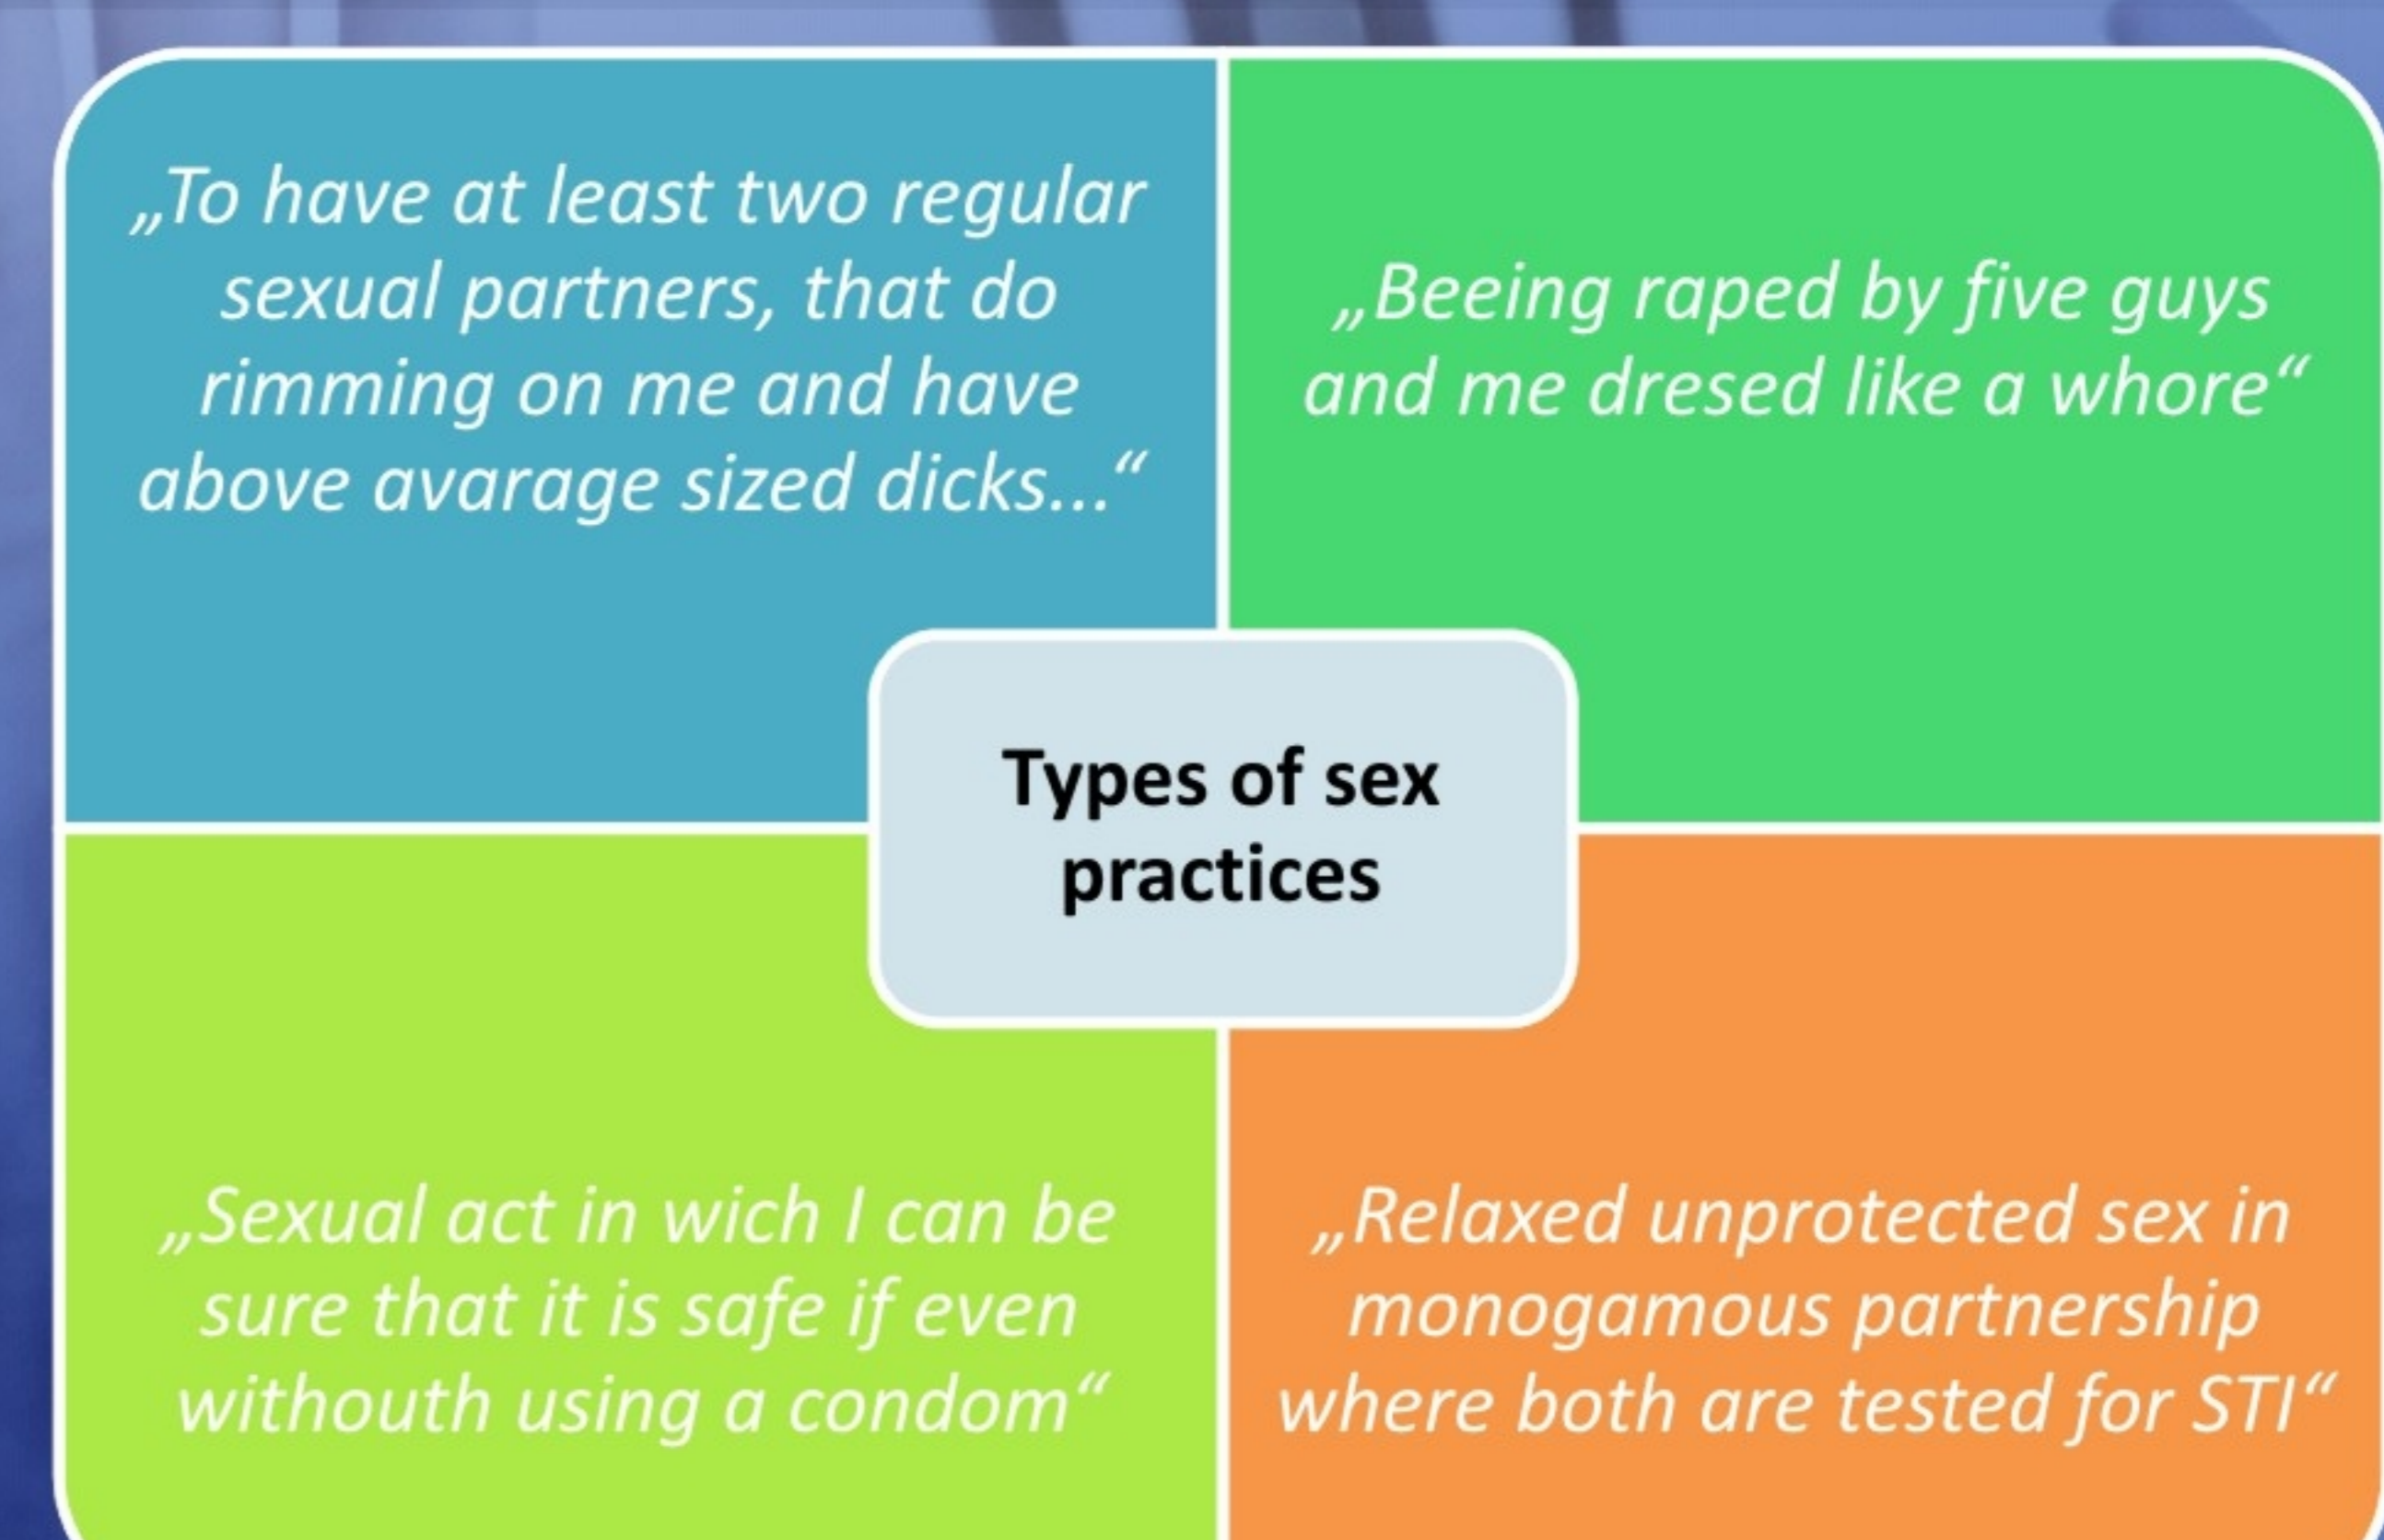 „To have at least two regular
sexual partners, that do
rimming on me and have
above avarage sized dicks...“
„Beeing raped by five guys
and me dresed like a whore“
Types of sex
practices
„Sexual act in wich I can be
sure that it is safe if even
withouth using a condom“
„Relaxed unprotected sex in
monogamous partnership
where both are tested for STI“